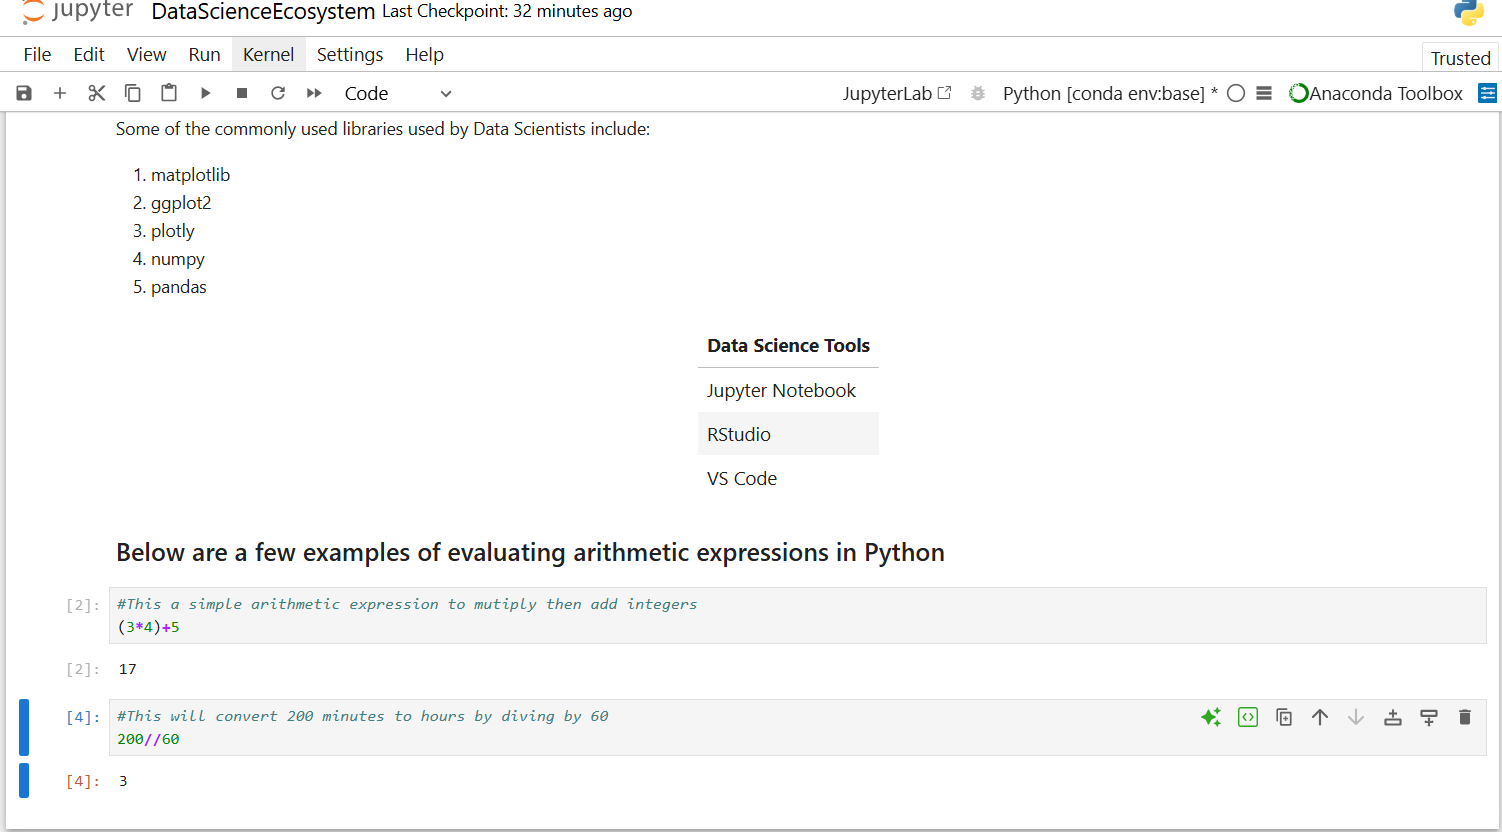 jupyter DataScienceEcosystem Last Checkpoint: 32 minutes ago
File Edit View Run Kernel Settings Help
Trusted
Code JupyterLab Python [conda env:base] * Anaconda Toolbox
Some of the commonly used libraries used by Data Scientists include:
1. matplotlib
2. ggplot2
3. plotly
4. numpy
5. pandas
Data Science Tools
Jupyter Notebook
RStudio
VS Code
Below are a few examples of evaluating arithmetic expressions in Python
[2]: #This a simple arithmetic expression to mutiply then add integers
(3*4)+5
[2]: 17
[4]: #This will convert 200 minutes to hours by diving by 60
200//60
[4]: 3